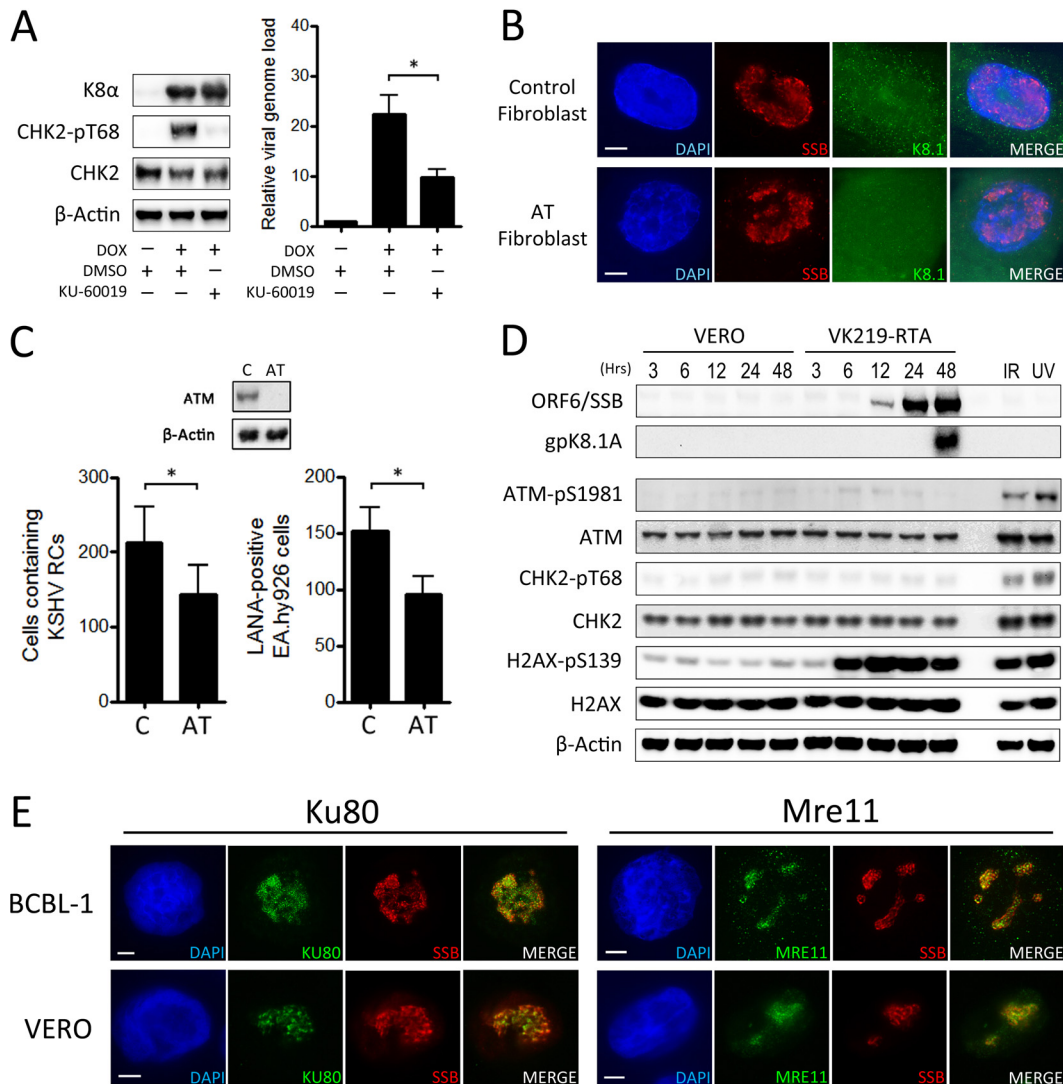 A
K8α
CHK2-pT68
CHK2
β-Actin
DOX − + +
DMSO + + −
KU-60019 − − +
Relative viral genome load
40
30
20
10
0
*
DOX − + +
DMSO + + −
KU-60019 − − +
B
Control
Fibroblast
DAPI SSB K8.1 MERGE
AT
Fibroblast
DAPI SSB K8.1 MERGE
C
C AT
ATM
β-Actin
Cells containing
KSHV RCs
300
200
100
0
*
C AT
LANA-positive
EA.hy926 cells
150
100
50
0
*
C AT
D
VERO VK219-RTA
(Hrs) 3 6 12 24 48 3 6 12 24 48 IR UV
ORF6/SSB
gpK8.1A
ATM-pS1981
ATM
CHK2-pT68
CHK2
H2AX-pS139
H2AX
β-Actin
E
Ku80 Mre11
BCBL-1
DAPI KU80 SSB MERGE DAPI MRE11 SSB MERGE
VERO
DAPI KU80 SSB MERGE DAPI MRE11 SSB MERGE